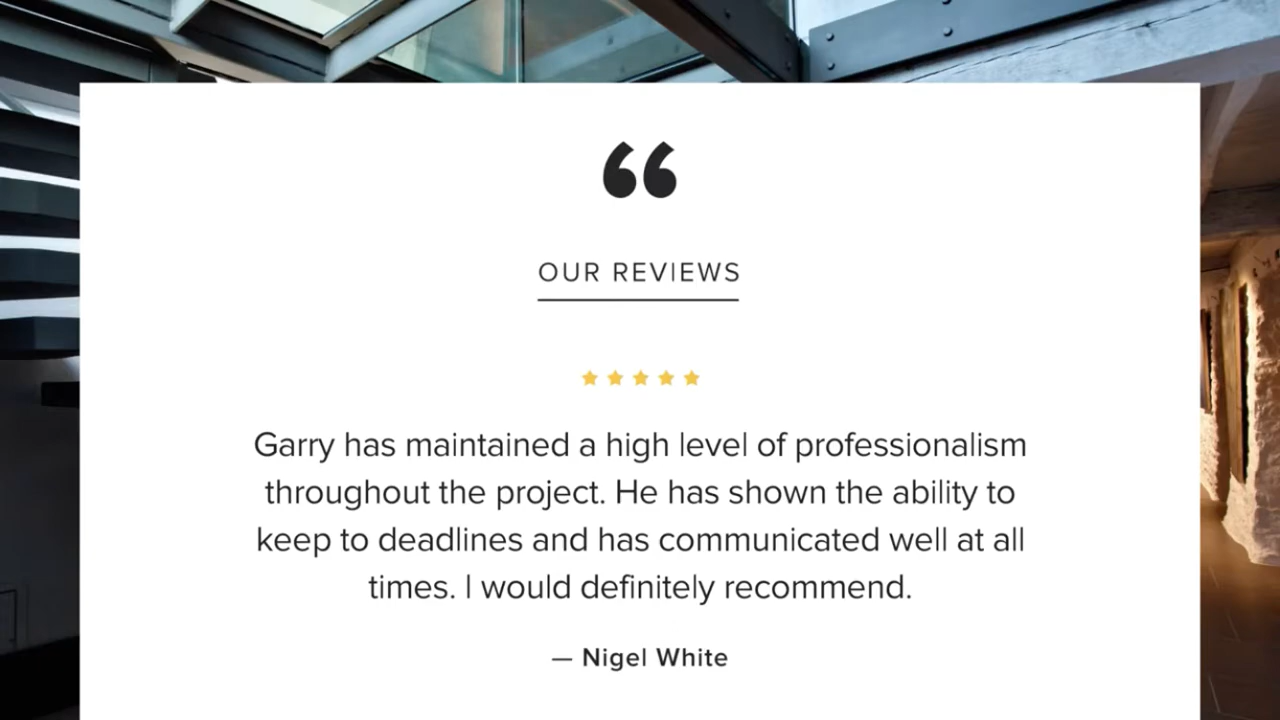 “
OUR REVIEWS
Garry has maintained a high level of professionalism
throughout the project. He has shown the ability to
keep to deadlines and has communicated well at all
times. I would definitely recommend.
— Nigel White